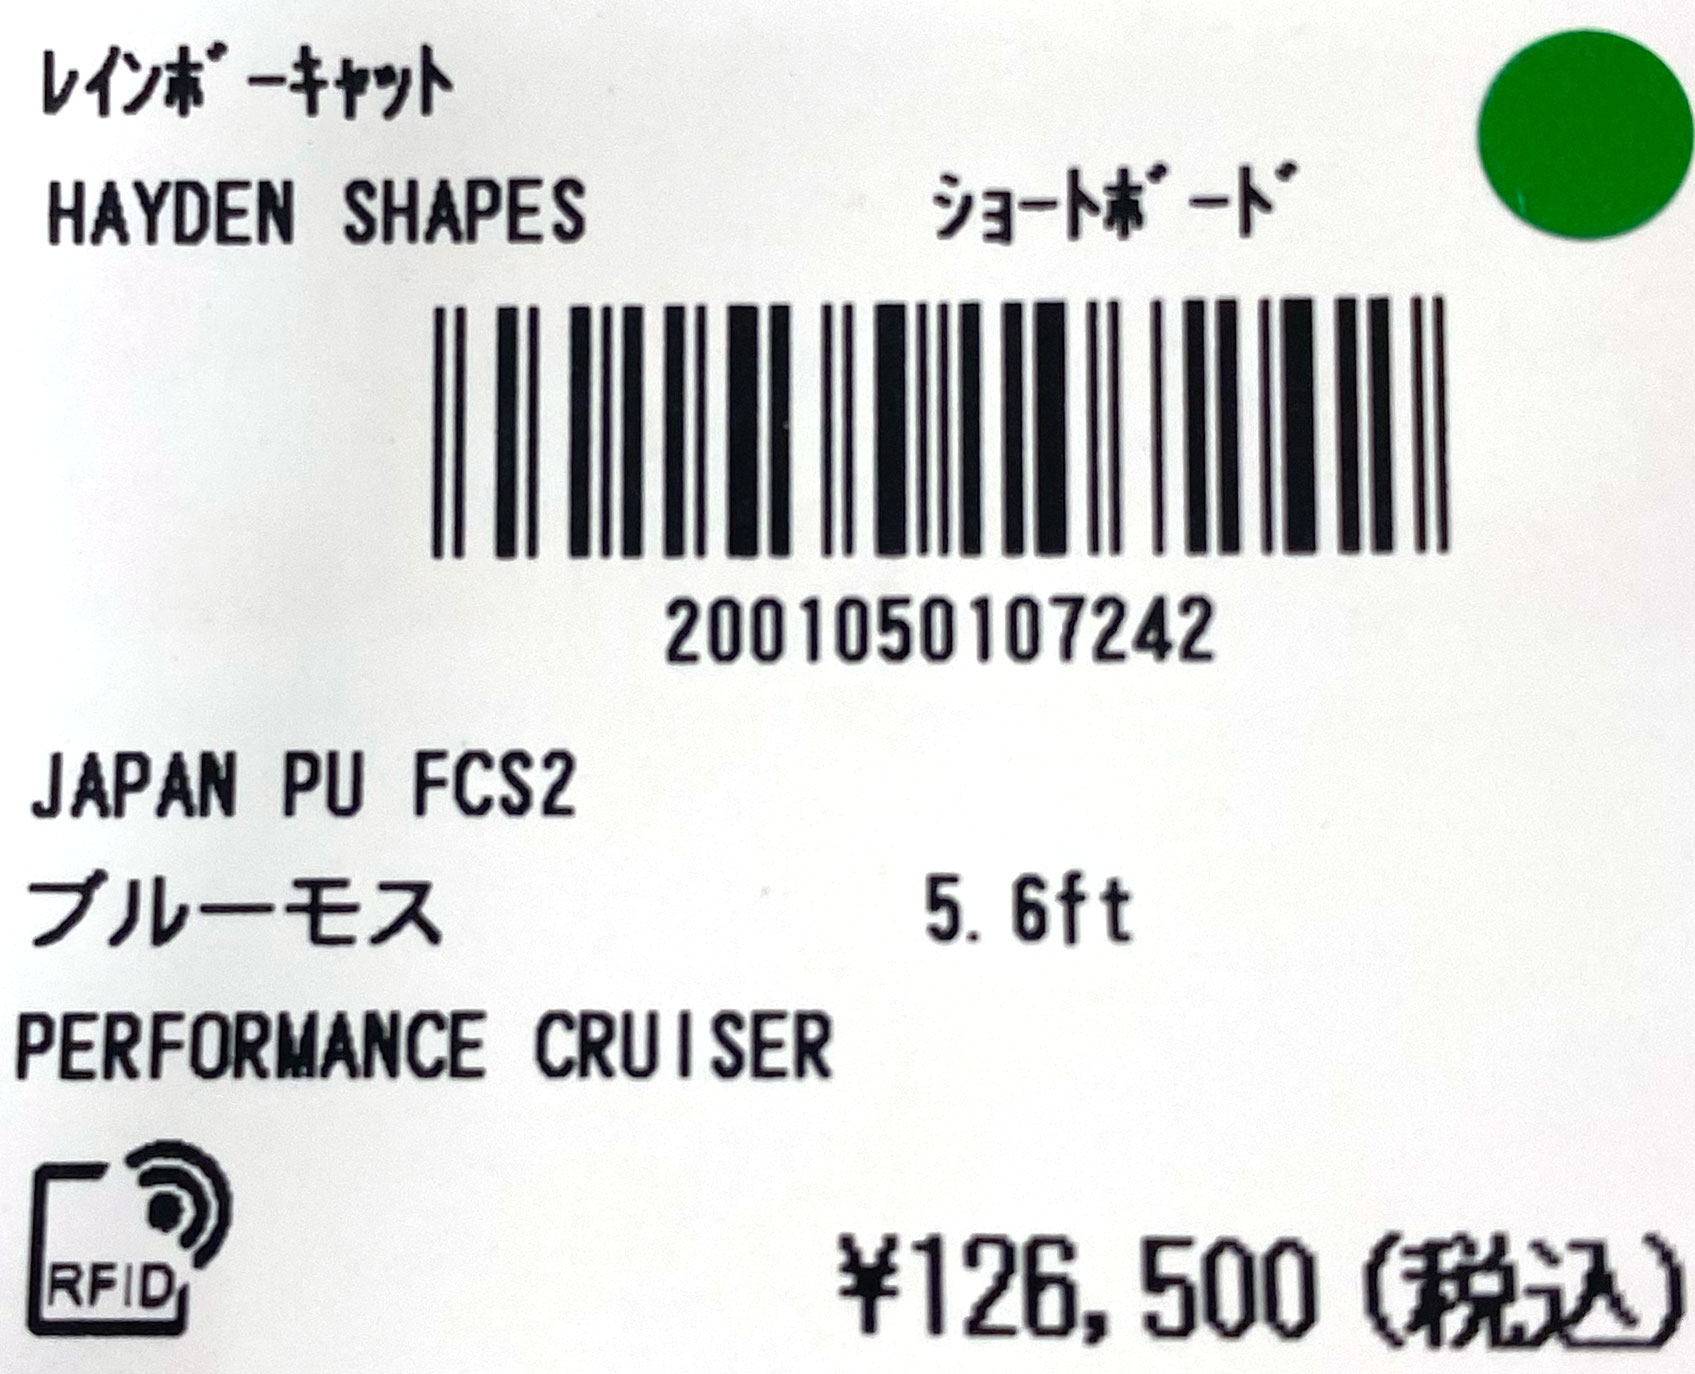 レインボーキャット
HAYDEN SHAPES ショートボード
2001050107242
JAPAN PU FCS2
ブルーモス 5.6ft
PERFORMANCE CRUISER
RFID
¥126,500(税込)